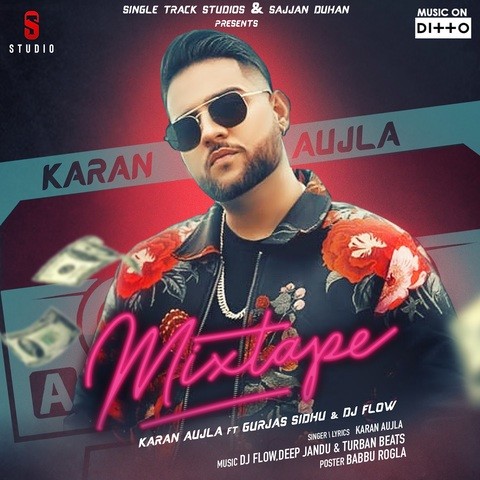 S
STUDIO
SINGLE TRACK STUDIOS & SAJJAN DUHAN
PRESENTS
MUSIC ON
DITTO
KARAN AUJLA
A
Mixtape
KARAN AUJLA FT GURJAS SIDHU & DJ FLOW
SINGER \ LYRICS KARAN AUJLA
MUSIC DJ FLOW,DEEP JANDU & TURBAN BEATS
POSTER BABBU ROGLA